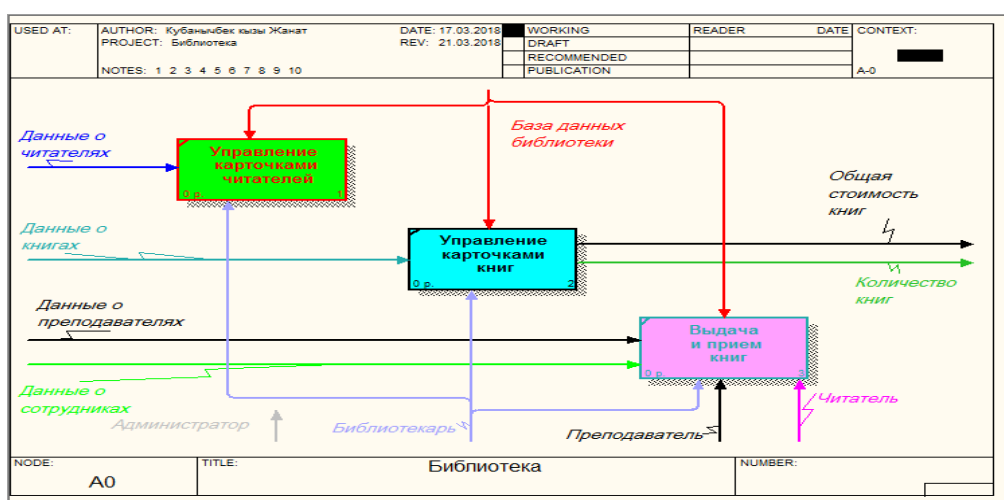 USED AT:
AUTHOR: Кубанычбек кызы Жанат
DATE: 17.03.2018
WORKING
READER
DATE
CONTEXT:
PROJECT: Библиотека
REV: 21.03.2018
DRAFT
RECOMMENDED
NOTES: 1 2 3 4 5 6 7 8 9 10
PUBLICATION
A-0
Данные о
читателях
Управление
карточками
читателей
0 р.
1
База данных
библиотеки
Общая
стоимость
книг
Данные о
книгах
Управление
карточками
книг
0 р.
2
Количество
книг
Данные о
преподавателях
Выдача
и прием
книг
0 р.
3
Данные о
сотрудниках
Администратор
Библиотекарь
Преподаватель
Читатель
NODE:
A0
TITLE:
Библиотека
NUMBER: